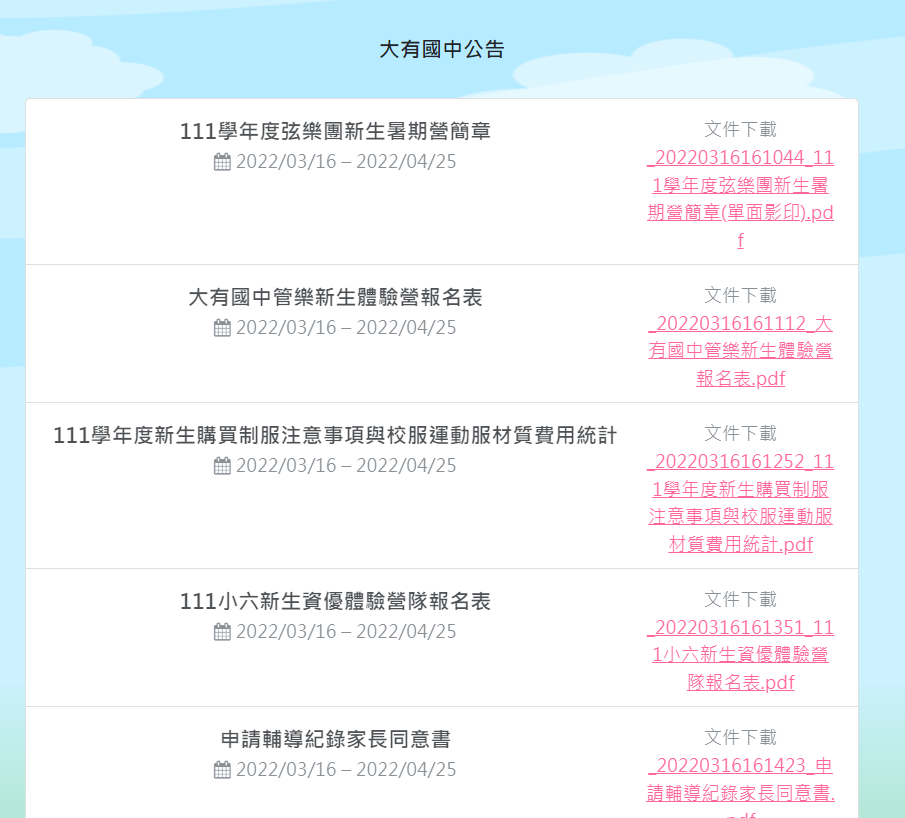 大有國中公告
111學年度弦樂團新生暑期營簡章
2022/03/16 – 2022/04/25
文件下載
_20220316161044_11
1學年度弦樂團新生暑
期營簡章(單面影印).pd
f
大有國中管樂新生體驗營報名表
2022/03/16 – 2022/04/25
文件下載
_20220316161112_大
有國中管樂新生體驗營
報名表.pdf
111學年度新生購買制服注意事項與校服運動服材質費用統計
2022/03/16 – 2022/04/25
文件下載
_20220316161252_11
1學年度新生購買制服
注意事項與校服運動服
材質費用統計.pdf
111小六新生資優體驗營隊報名表
2022/03/16 – 2022/04/25
文件下載
_20220316161351_11
1小六新生資優體驗營
隊報名表.pdf
申請輔導紀錄家長同意書
2022/03/16 – 2022/04/25
文件下載
_20220316161423_申
請輔導紀錄家長同意書.
pdf